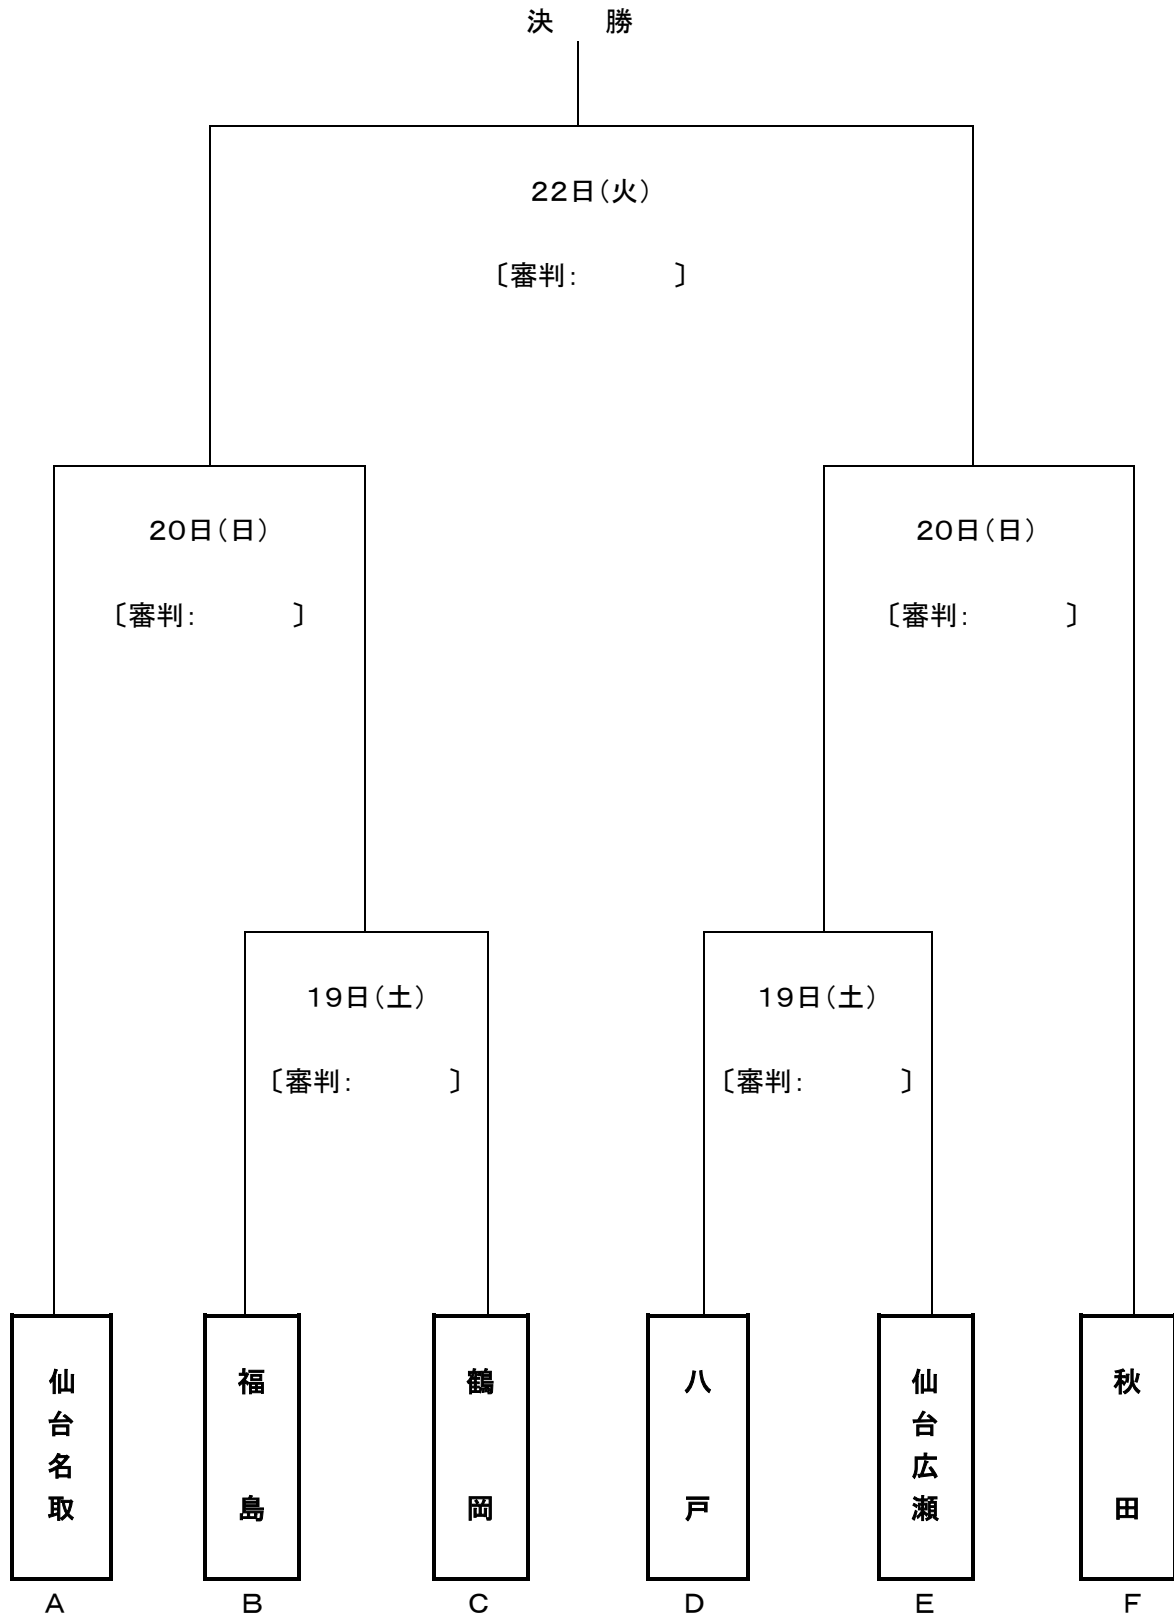 決　勝
22日(火)
〔審判:　　　〕
20日(日)
20日(日)
〔審判:　　　〕
〔審判:　　　〕
19日(土)
19日(土)
〔審判:　　　〕
〔審判:　　　〕
仙台名取
福島
鶴岡
八戸
仙台広瀬
秋田
A
B
C
D
E
F